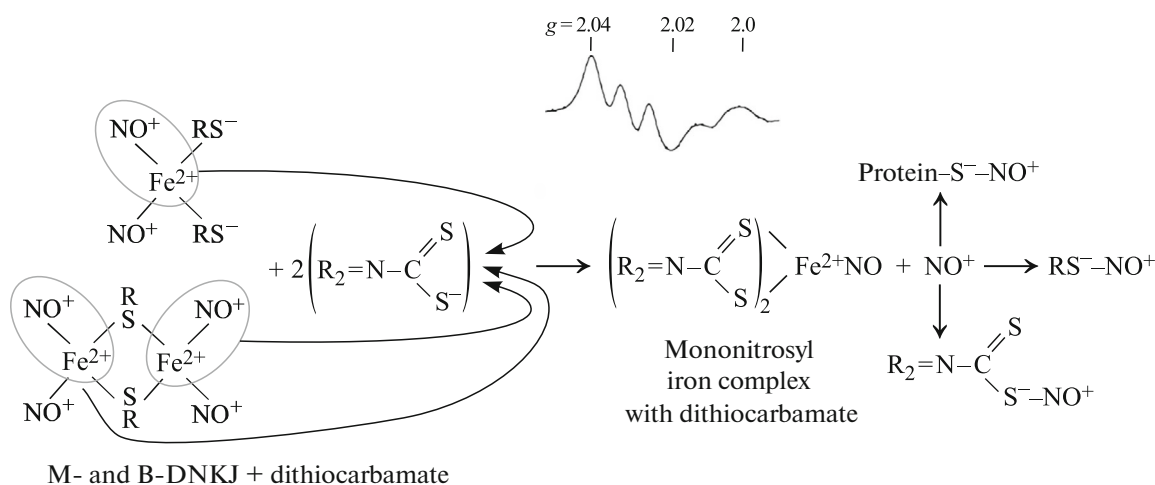 g = 2.04 2.02 2.0
NO⁺ RS⁻
Fe²⁺
NO⁺ RS⁻
Protein–S⁻–NO⁺
+ 2 ( R₂=N–C S S⁻ )
( R₂=N–C S S )₂ Fe²⁺NO + NO⁺ RS⁻–NO⁺
NO⁺ R S NO⁺
Fe²⁺ Fe²⁺
NO⁺ S R NO⁺
R₂=N–C S S⁻–NO⁺
Mononitrosyl
iron complex
with dithiocarbamate
M- and B-DNKJ + dithiocarbamate